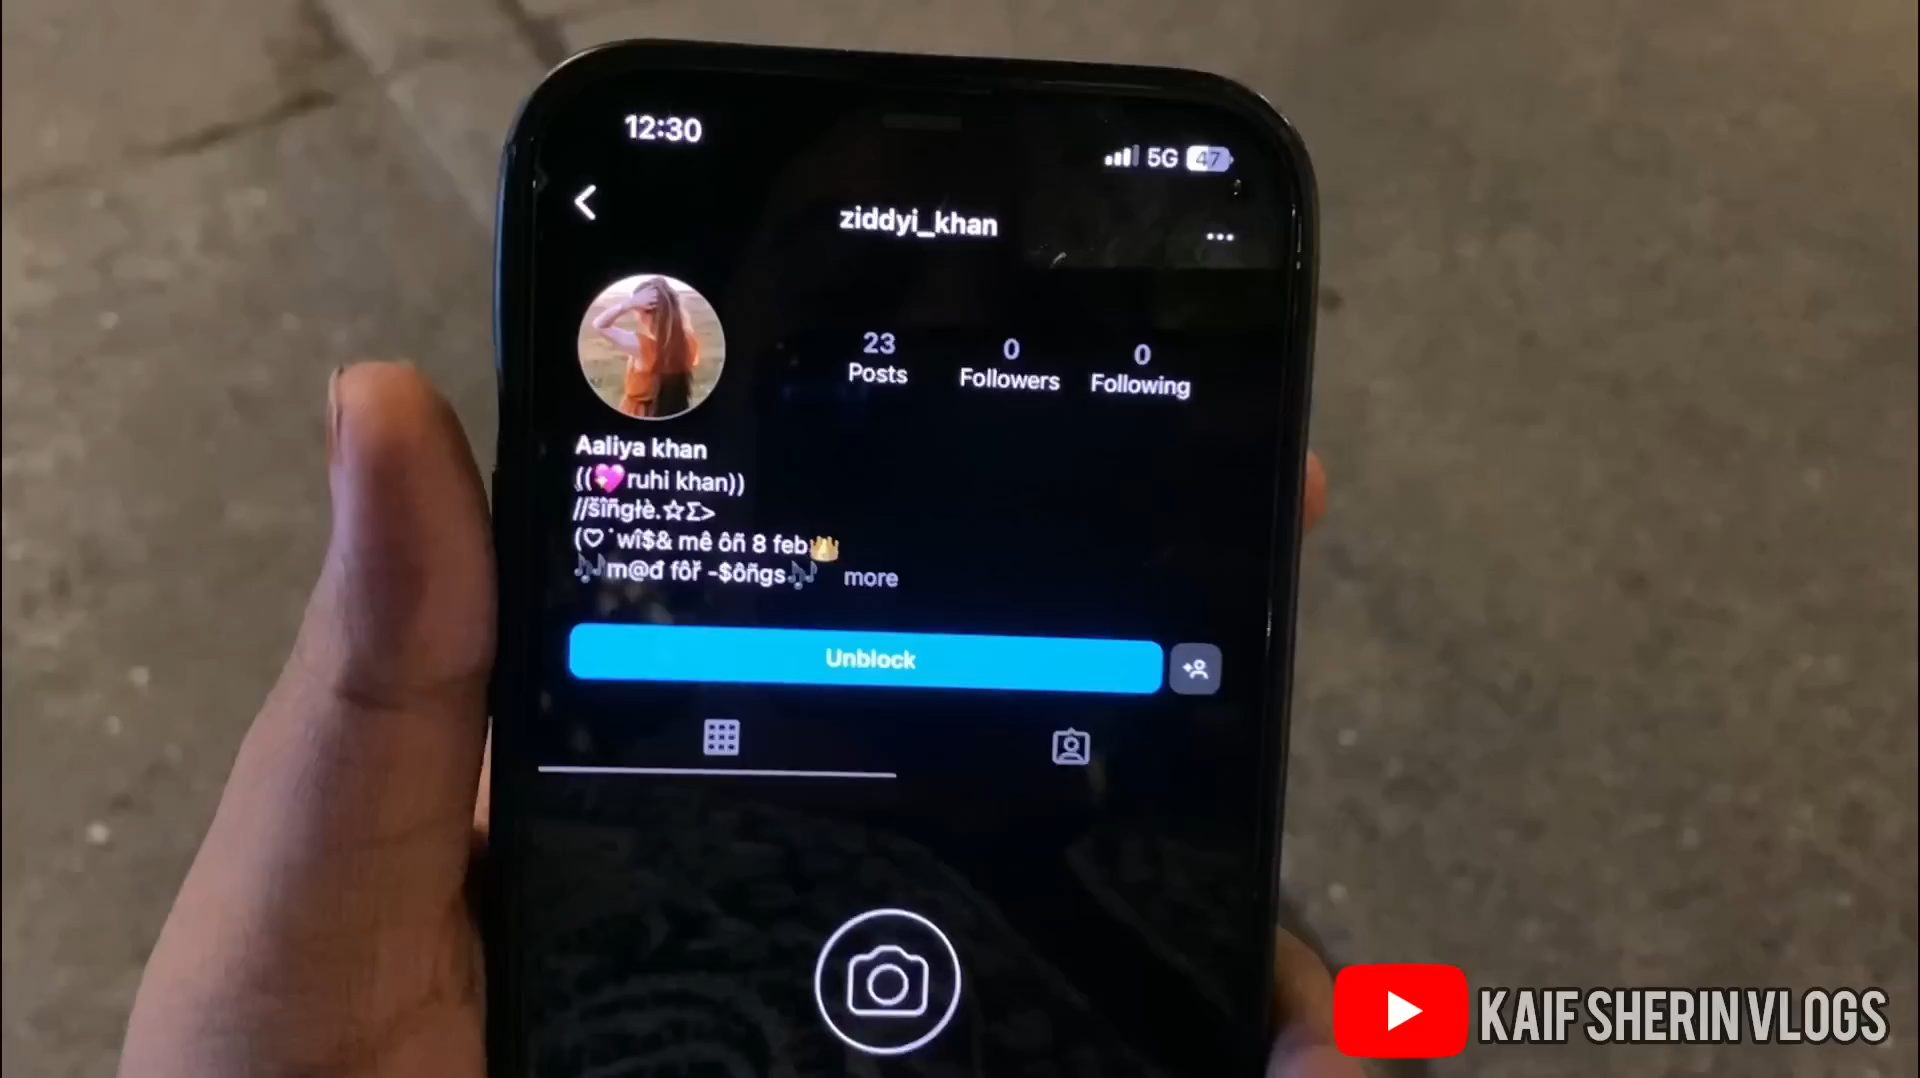 12:30
5G 47
ziddyi_khan
23
Posts
0
Followers
0
Following
Aaliya khan
((💖ruhi khan))
//šîñgłè.☆Σ>
(♡˙wî$& mê ôñ 8 feb👑
🎶m@đ fôř -$ôñgs🎶 more
Unblock
KAIF SHERIN VLOGS